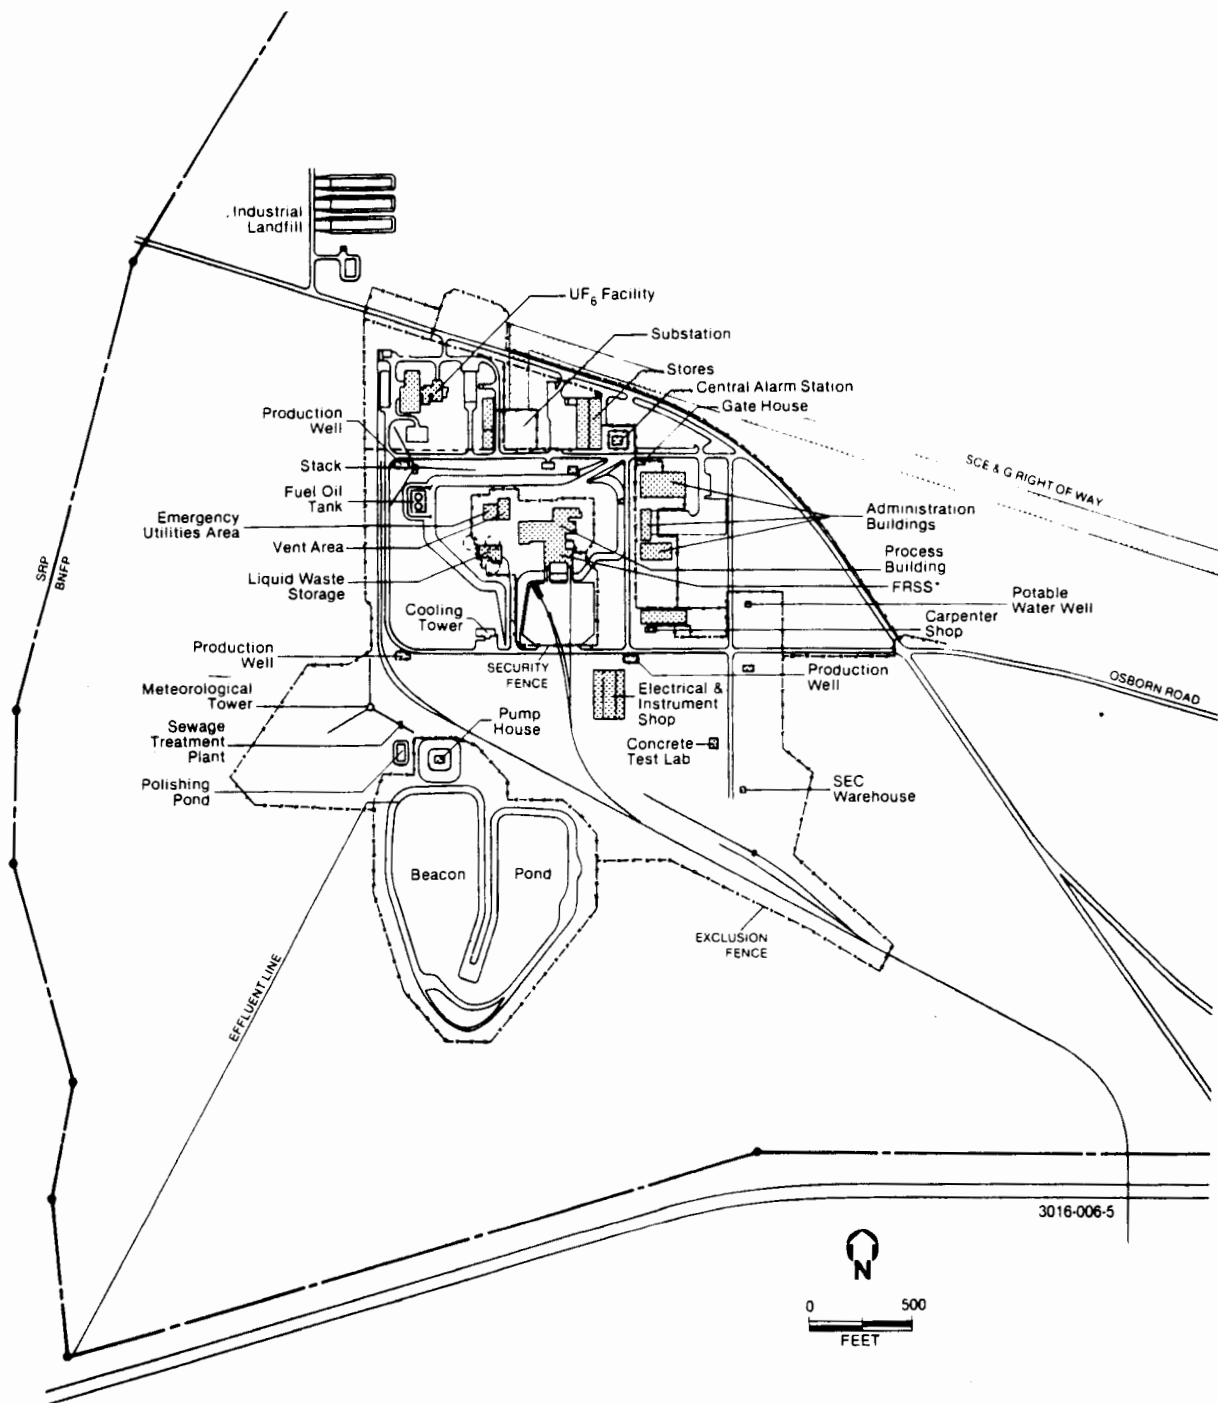 Industrial
Landfill
UF6 Facility
Substation
Stores
Central Alarm Station
Gate House
Production
Well
Stack
Fuel Oil
Tank
Emergency
Utilities Area
Vent Area
Liquid Waste
Storage
Cooling
Tower
SCE & G RIGHT OF WAY
Administration
Buildings
Process
Building
FRSS*
Potable
Water Well
Carpenter
Shop
SRP
BNFP
Production
Well
SECURITY
FENCE
Production
Well
OSBORN ROAD
Meteorological
Tower
Electrical &
Instrument
Shop
Sewage
Treatment
Plant
Pump
House
Concrete
Test Lab
Polishing
Pond
SEC
Warehouse
Beacon
Pond
EXCLUSION
FENCE
EFFLUENT LINE
3016-006-5
N
0 500
FEET